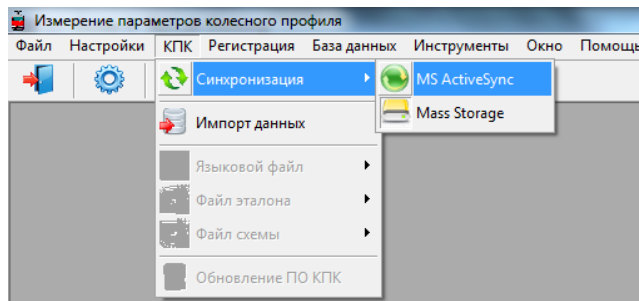 Измерение параметров колесного профиля
Файл Настройки КПК Регистрация База данных Инструменты Окно Помощь
Синхронизация
MS ActiveSync
Mass Storage
Импорт данных
Языковой файл
Файл эталона
Файл схемы
Обновление ПО КПК